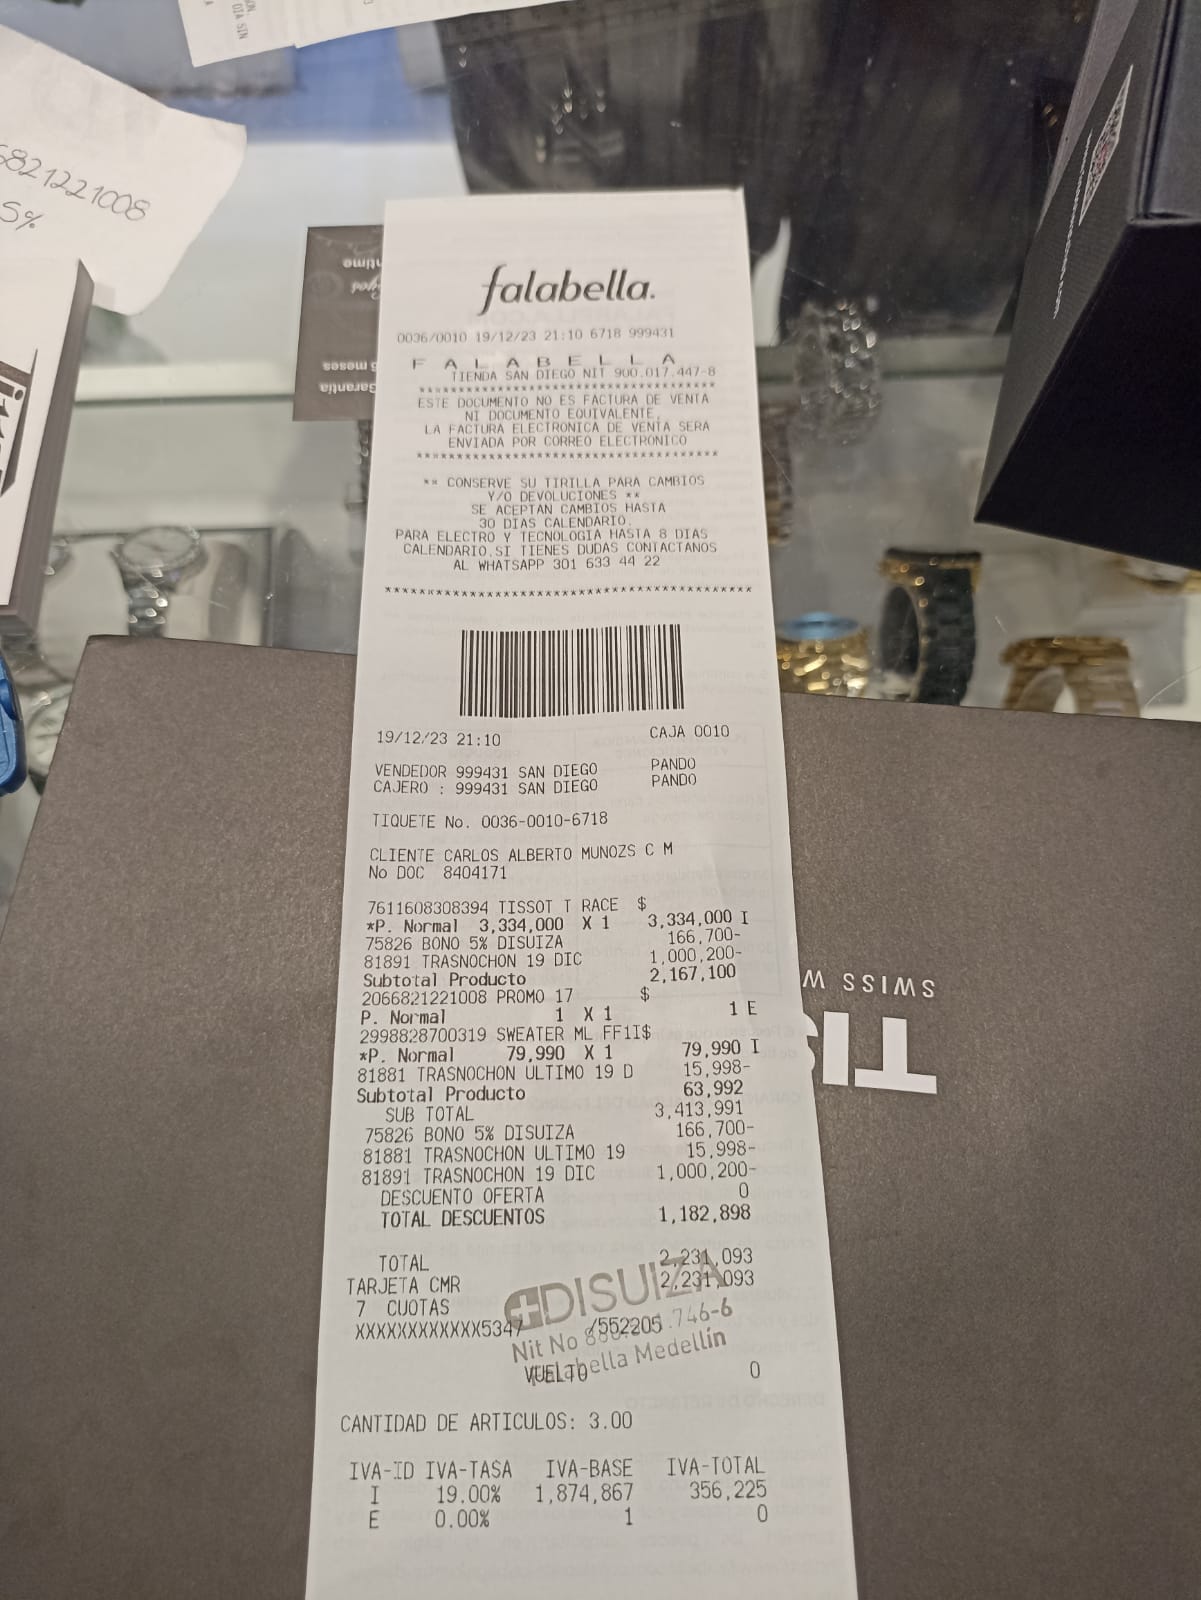 6821221008
5%
falabella.
0036/0010 19/12/23 21:10 6718 999431
F A L A B E L L A
TIENDA SAN DIEGO NIT 900.017.447-8
****************************************
ESTE DOCUMENTO NO ES FACTURA DE VENTA
NI DOCUMENTO EQUIVALENTE,
LA FACTURA ELECTRONICA DE VENTA SERA
ENVIADA POR CORREO ELECTRONICO
****************************************
** CONSERVE SU TIRILLA PARA CAMBIOS
Y/O DEVOLUCIONES **
SE ACEPTAN CAMBIOS HASTA
30 DIAS CALENDARIO.
PARA ELECTRO Y TECNOLOGIA HASTA 8 DIAS
CALENDARIO.SI TIENES DUDAS CONTACTANOS
AL WHATSAPP 301 633 44 22
****************************************
19/12/23 21:10 CAJA 0010
VENDEDOR 999431 SAN DIEGO PANDO
CAJERO : 999431 SAN DIEGO PANDO
TIQUETE No. 0036-0010-6718
CLIENTE CARLOS ALBERTO MUNOZS C M
No DOC 8404171
7611608308394 TISSOT T RACE $
*P. Normal 3,334,000 X 1 3,334,000 I
75826 BONO 5% DISUIZA 166,700-
81891 TRASNOCHON 19 DIC 1,000,200-
Subtotal Producto 2,167,100
2066821221008 PROMO 17 $
P. Normal 1 X 1 1 E
2998828700319 SWEATER ML FF1I$
*P. Normal 79,990 X 1 79,990 I
81881 TRASNOCHON ULTIMO 19 D 15,998-
Subtotal Producto 63,992
SUB TOTAL 3,413,991
75826 BONO 5% DISUIZA 166,700-
81881 TRASNOCHON ULTIMO 19 15,998-
81891 TRASNOCHON 19 DIC 1,000,200-
DESCUENTO OFERTA 0
TOTAL DESCUENTOS 1,182,898
TOTAL 2,231,093
TARJETA CMR 2,231,093
7 CUOTAS
XXXXXXXXXXXX5347 /552205
DISUIZA
Nit No 746-6
Falabella Medellín
VUELTO 0
CANTIDAD DE ARTICULOS: 3.00
IVA-ID IVA-TASA IVA-BASE IVA-TOTAL
I 19.00% 1,874,867 356,225
E 0.00% 1 0
SWISS W
TIS
Garantía
meses